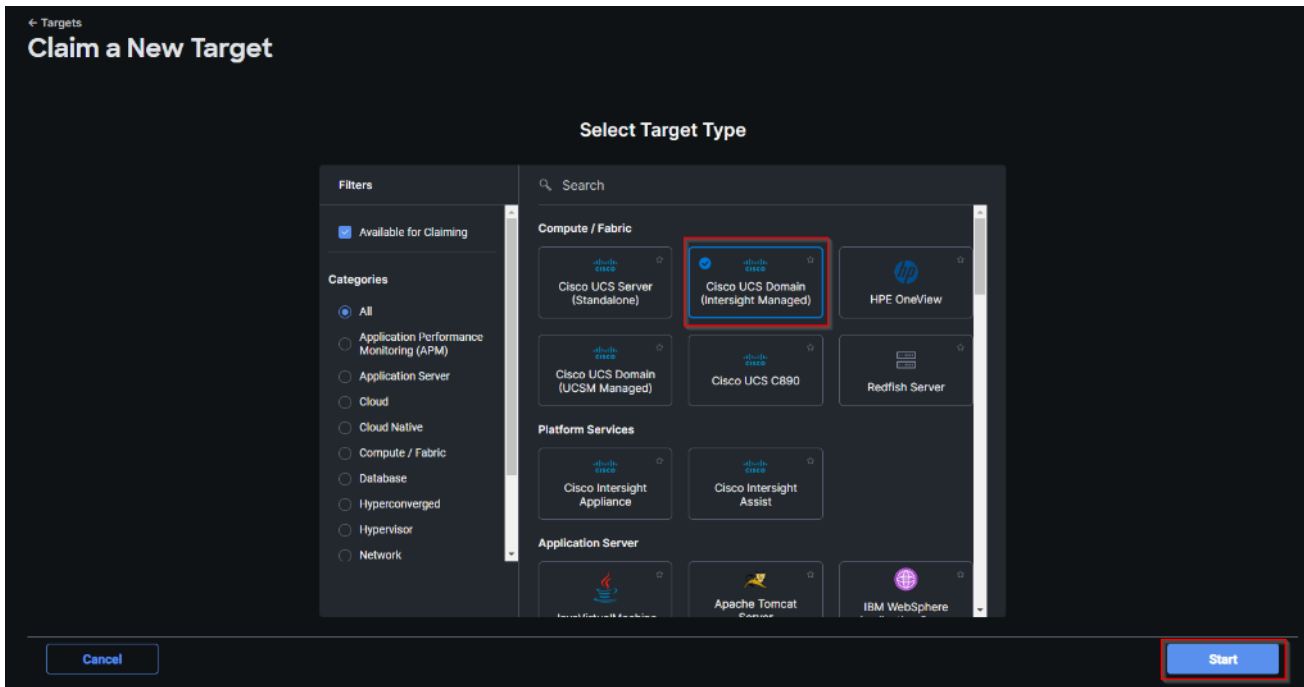 ← Targets
Claim a New Target
Select Target Type
Filters
Search
Available for Claiming
Categories
All
Application Performance
Monitoring (APM)
Application Server
Cloud
Cloud Native
Compute / Fabric
Database
Hyperconverged
Hypervisor
Network
Compute / Fabric
CISCO
Cisco UCS Server
(Standalone)
CISCO
Cisco UCS Domain
(Intersight Managed)
hp
HPE OneView
CISCO
Cisco UCS Domain
(UCSM Managed)
CISCO
Cisco UCS C890
Redfish Server
Platform Services
CISCO
Cisco Intersight
Appliance
CISCO
Cisco Intersight
Assist
Application Server
Apache Tomcat
IBM WebSphere
Cancel
Start